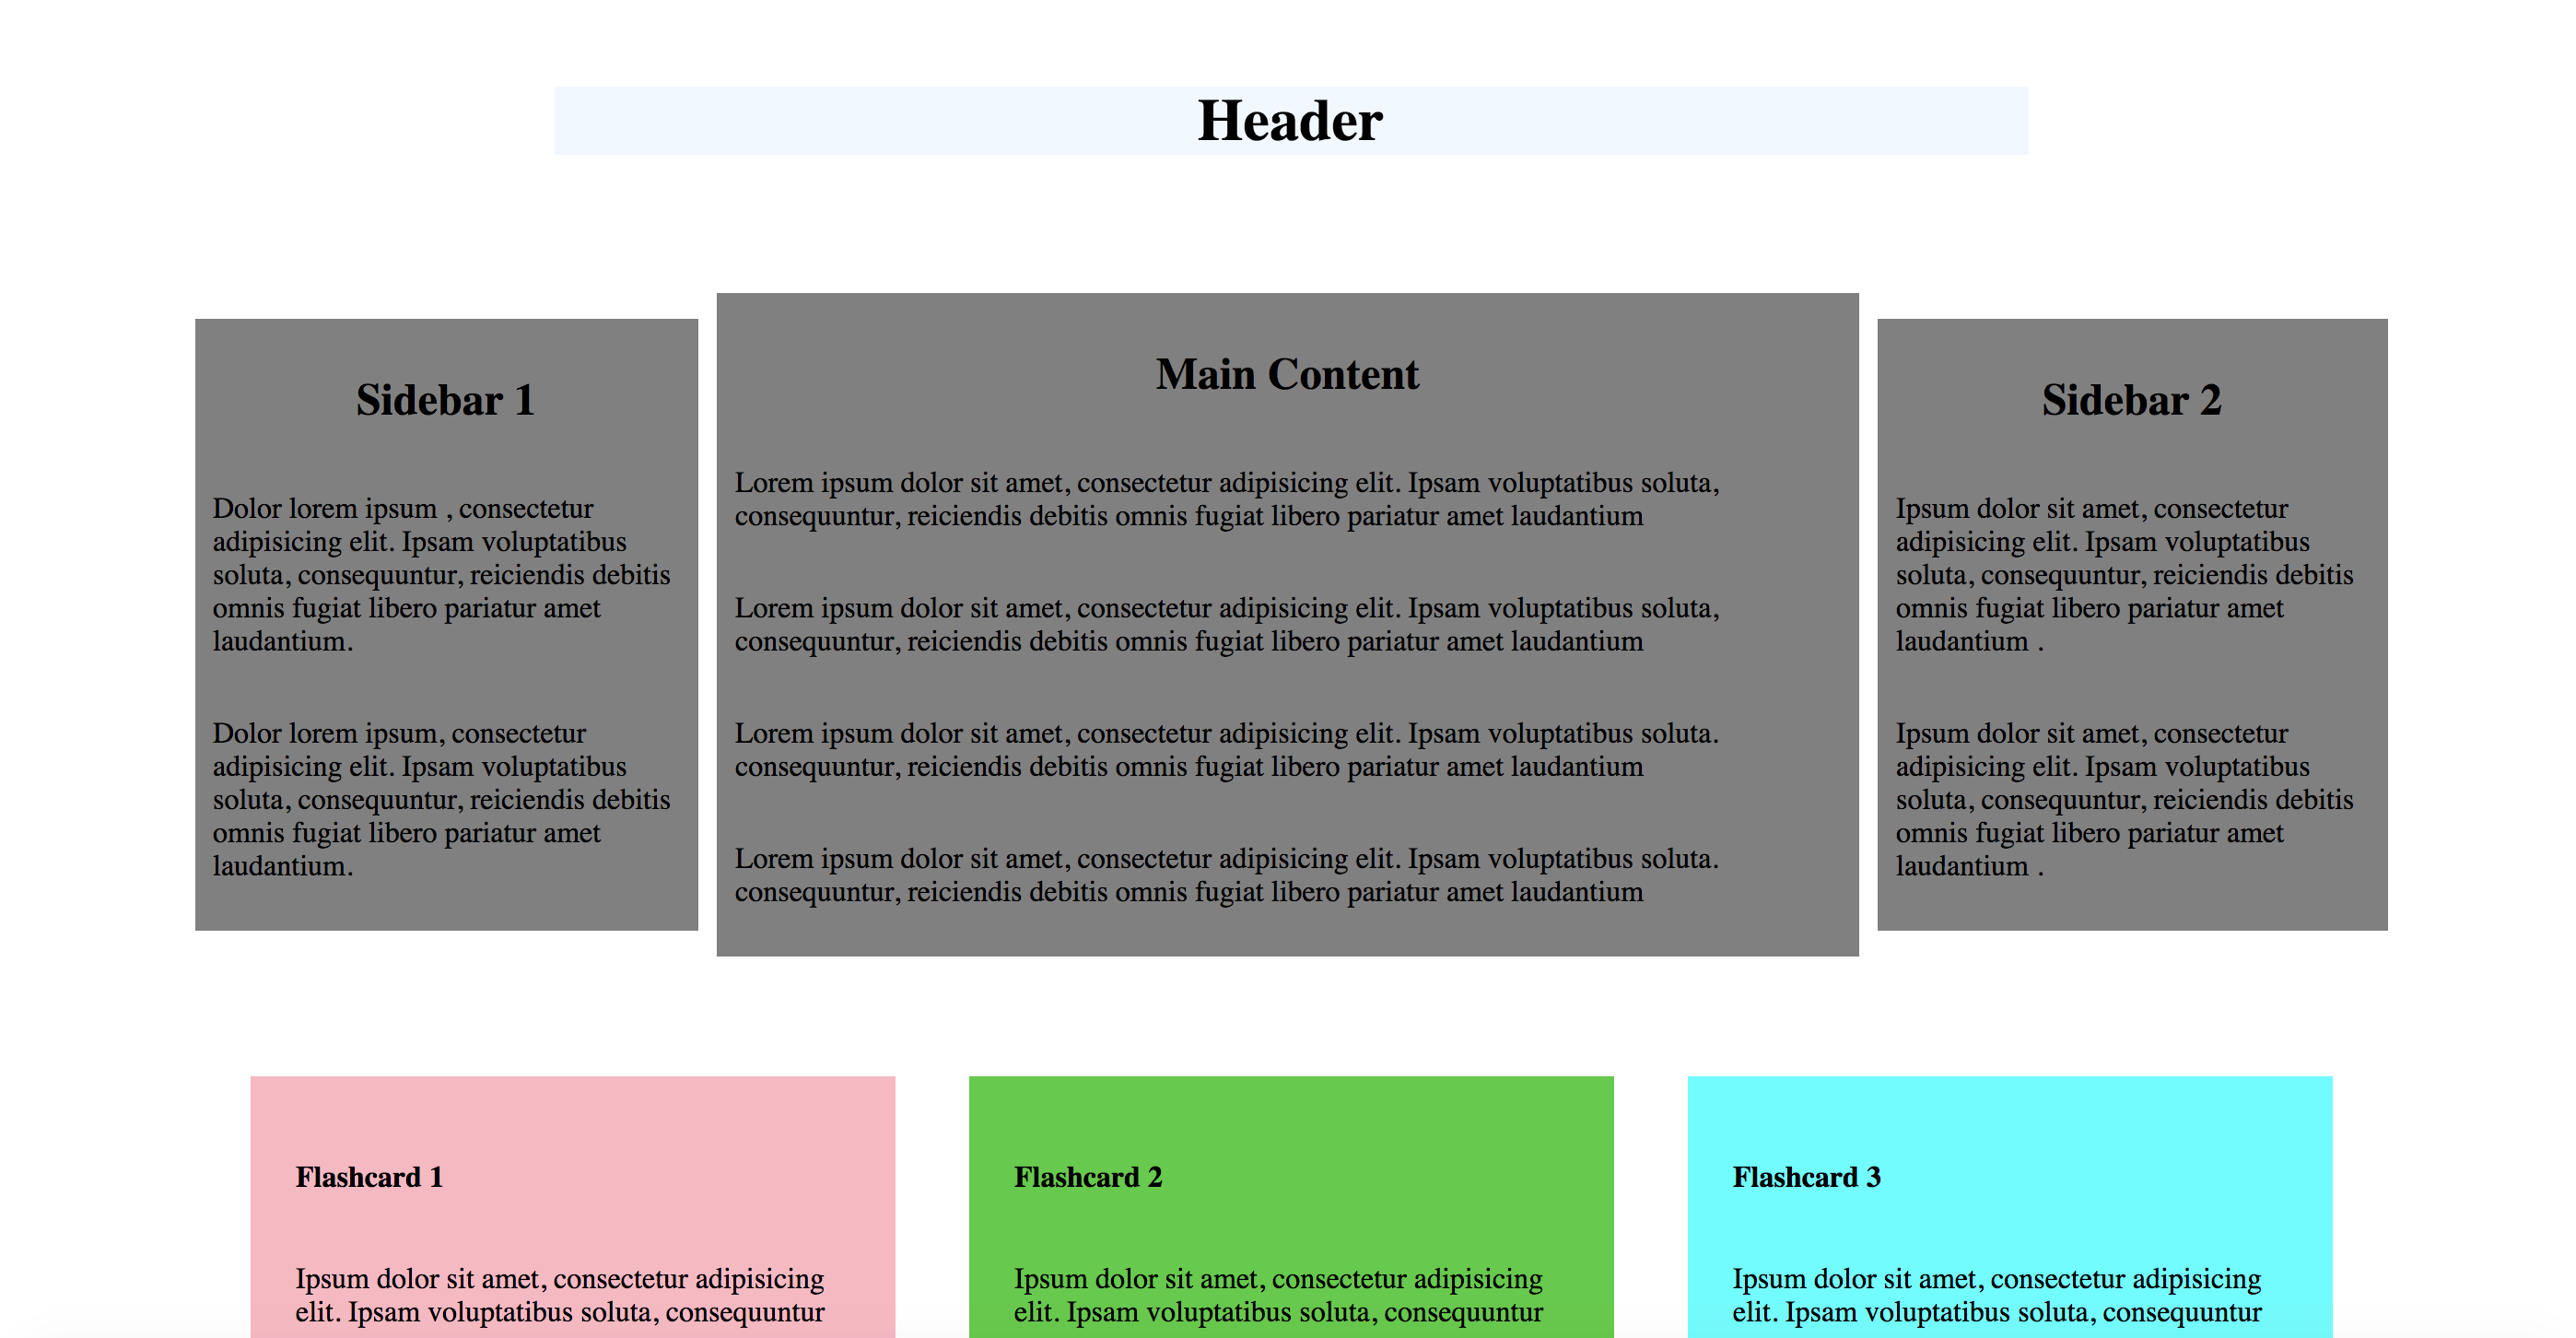 Header
Sidebar 1
Dolor lorem ipsum , consectetur
adipisicing elit. Ipsam voluptatibus
soluta, consequuntur, reiciendis debitis
omnis fugiat libero pariatur amet
laudantium.
Dolor lorem ipsum, consectetur
adipisicing elit. Ipsam voluptatibus
soluta, consequuntur, reiciendis debitis
omnis fugiat libero pariatur amet
laudantium.
Main Content
Lorem ipsum dolor sit amet, consectetur adipisicing elit. Ipsam voluptatibus soluta,
consequuntur, reiciendis debitis omnis fugiat libero pariatur amet laudantium
Lorem ipsum dolor sit amet, consectetur adipisicing elit. Ipsam voluptatibus soluta,
consequuntur, reiciendis debitis omnis fugiat libero pariatur amet laudantium
Lorem ipsum dolor sit amet, consectetur adipisicing elit. Ipsam voluptatibus soluta.
consequuntur, reiciendis debitis omnis fugiat libero pariatur amet laudantium
Lorem ipsum dolor sit amet, consectetur adipisicing elit. Ipsam voluptatibus soluta.
consequuntur, reiciendis debitis omnis fugiat libero pariatur amet laudantium
Sidebar 2
Ipsum dolor sit amet, consectetur
adipisicing elit. Ipsam voluptatibus
soluta, consequuntur, reiciendis debitis
omnis fugiat libero pariatur amet
laudantium .
Ipsum dolor sit amet, consectetur
adipisicing elit. Ipsam voluptatibus
soluta, consequuntur, reiciendis debitis
omnis fugiat libero pariatur amet
laudantium .
Flashcard 1
Ipsum dolor sit amet, consectetur adipisicing
elit. Ipsam voluptatibus soluta, consequuntur
Flashcard 2
Ipsum dolor sit amet, consectetur adipisicing
elit. Ipsam voluptatibus soluta, consequuntur
Flashcard 3
Ipsum dolor sit amet, consectetur adipisicing
elit. Ipsam voluptatibus soluta, consequuntur